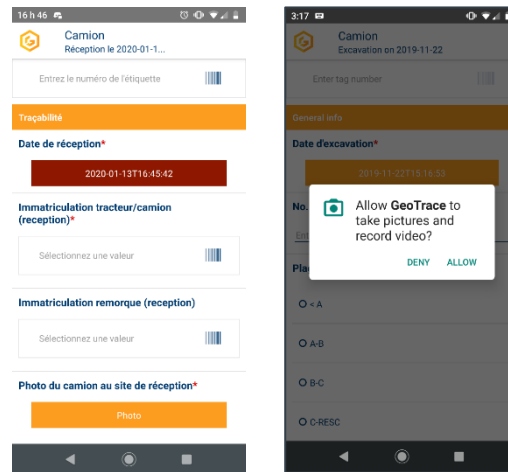 16 h 46
Camion
Réception le 2020-01-1...
Entrez le numéro de l'étiquette
Traçabilité
Date de réception*
2020-01-13T16:45:42
Immatriculation tracteur/camion
(reception)*
Sélectionnez une valeur
Immatriculation remorque (reception)
Sélectionnez une valeur
Photo du camion au site de réception*
Photo
3:17
Camion
Excavation on 2019-11-22
Enter tag number
General info
Date d'excavation*
2019-11-22T15:16:53
No.
Allow GeoTrace to
take pictures and
record video?
Ent
DENY ALLOW
Pla
< A
A-B
B-C
C-RESC